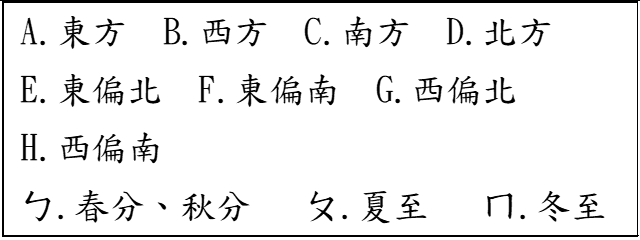 A.東方 B.西方 C.南方 D.北方
E.東偏北 F.東偏南 G.西偏北
H.西偏南
ㄅ.春分、秋分 ㄆ.夏至 ㄇ.冬至